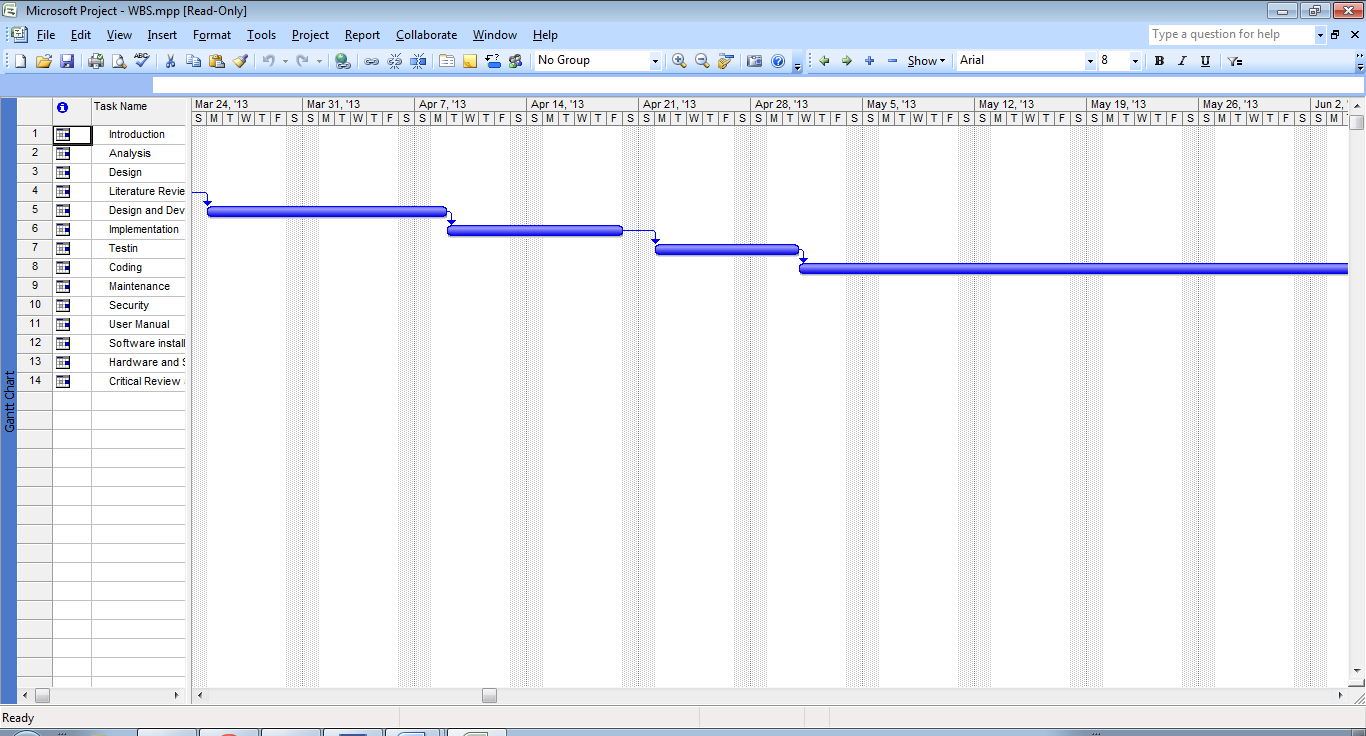 Microsoft Project - WBS.mpp [Read-Only]
File Edit View Insert Format Tools Project Report Collaborate Window Help Type a question for help
No Group Show Arial 8 B I U
Task Name Mar 24, '13 Mar 31, '13 Apr 7, '13 Apr 14, '13 Apr 21, '13 Apr 28, '13 May 5, '13 May 12, '13 May 19, '13 May 26, '13 Jun 2, '
S M T W T F S S M T W T F S S M T W T F S S M T W T F S S M T W T F S S M T W T F S S M T W T F S S M T W T F S S M T W T F S S M T W T F S S M
1 Introduction
2 Analysis
3 Design
4 Literature Revie
5 Design and Dev
6 Implementation
7 Testin
8 Coding
9 Maintenance
10 Security
11 User Manual
12 Software install
13 Hardware and S
14 Critical Review
Gantt Chart
Ready